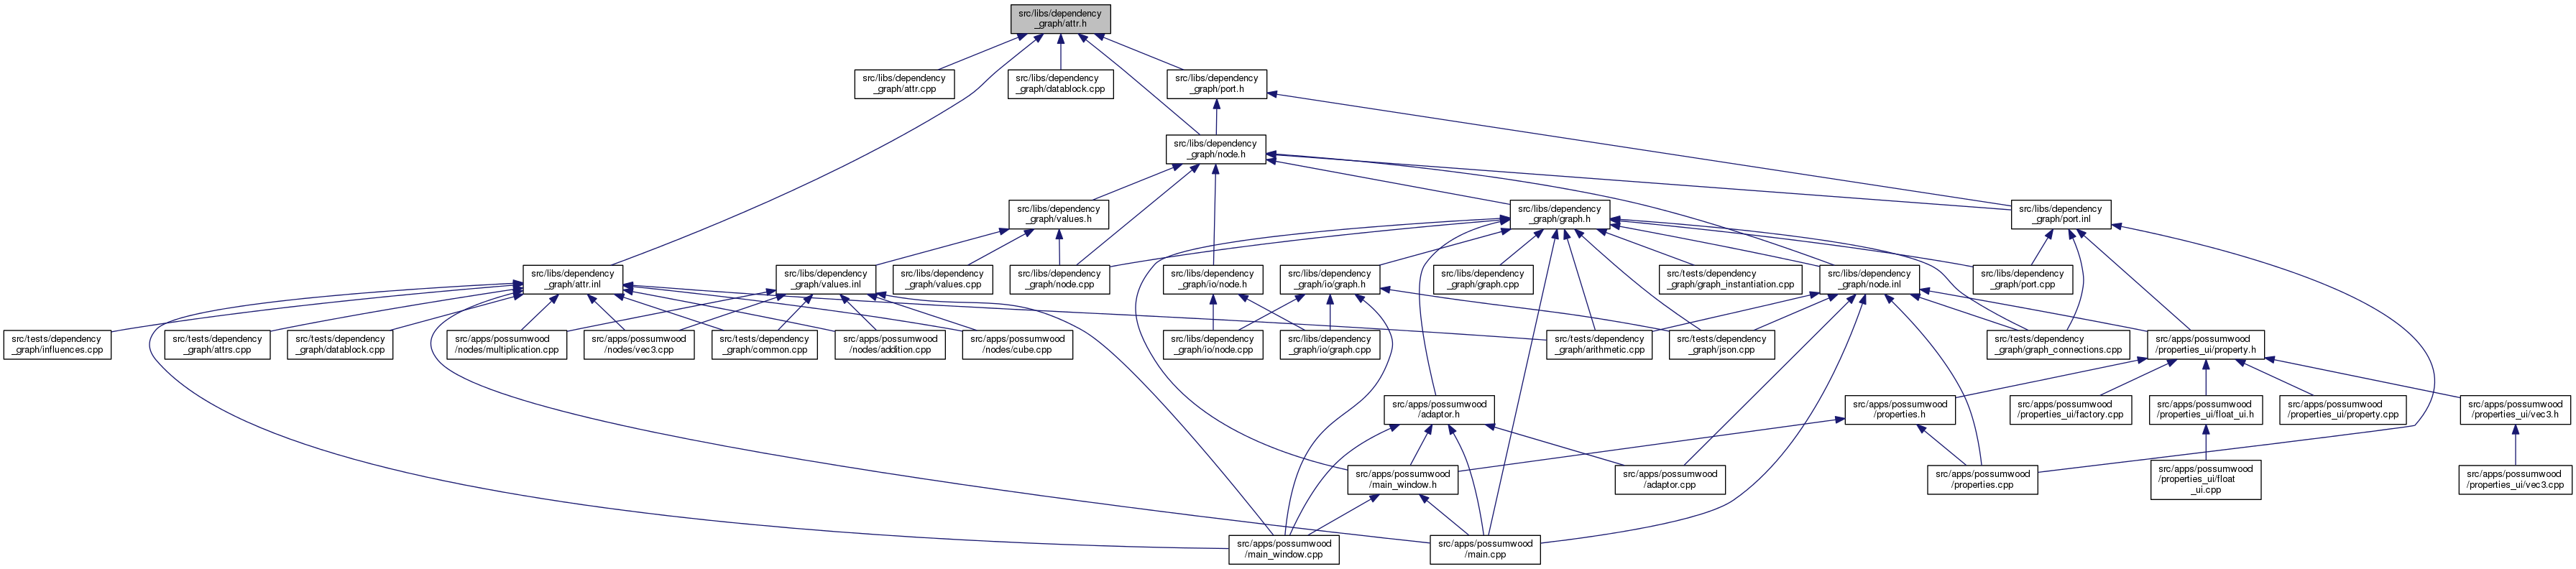 src/libs/dependency
_graph/attr.h
src/libs/dependency
_graph/attr.cpp
src/libs/dependency
_graph/datablock.cpp
src/libs/dependency
_graph/port.h
src/libs/dependency
_graph/node.h
src/libs/dependency
_graph/values.h
src/libs/dependency
_graph/graph.h
src/libs/dependency
_graph/port.inl
src/libs/dependency
_graph/attr.inl
src/libs/dependency
_graph/values.inl
src/libs/dependency
_graph/values.cpp
src/libs/dependency
_graph/node.cpp
src/libs/dependency
_graph/io/node.h
src/libs/dependency
_graph/io/graph.h
src/libs/dependency
_graph/graph.cpp
src/tests/dependency
_graph/graph_instantiation.cpp
src/libs/dependency
_graph/node.inl
src/libs/dependency
_graph/port.cpp
src/tests/dependency
_graph/influences.cpp
src/tests/dependency
_graph/attrs.cpp
src/tests/dependency
_graph/datablock.cpp
src/apps/possumwood
/nodes/multiplication.cpp
src/apps/possumwood
/nodes/vec3.cpp
src/tests/dependency
_graph/common.cpp
src/apps/possumwood
/nodes/addition.cpp
src/apps/possumwood
/nodes/cube.cpp
src/libs/dependency
_graph/io/node.cpp
src/libs/dependency
_graph/io/graph.cpp
src/tests/dependency
_graph/arithmetic.cpp
src/tests/dependency
_graph/json.cpp
src/tests/dependency
_graph/graph_connections.cpp
src/apps/possumwood
/properties_ui/property.h
src/apps/possumwood
/adaptor.h
src/apps/possumwood
/properties.h
src/apps/possumwood
/properties_ui/factory.cpp
src/apps/possumwood
/properties_ui/float_ui.h
src/apps/possumwood
/properties_ui/property.cpp
src/apps/possumwood
/properties_ui/vec3.h
src/apps/possumwood
/main_window.h
src/apps/possumwood
/adaptor.cpp
src/apps/possumwood
/properties.cpp
src/apps/possumwood
/properties_ui/float
_ui.cpp
src/apps/possumwood
/properties_ui/vec3.cpp
src/apps/possumwood
/main_window.cpp
src/apps/possumwood
/main.cpp